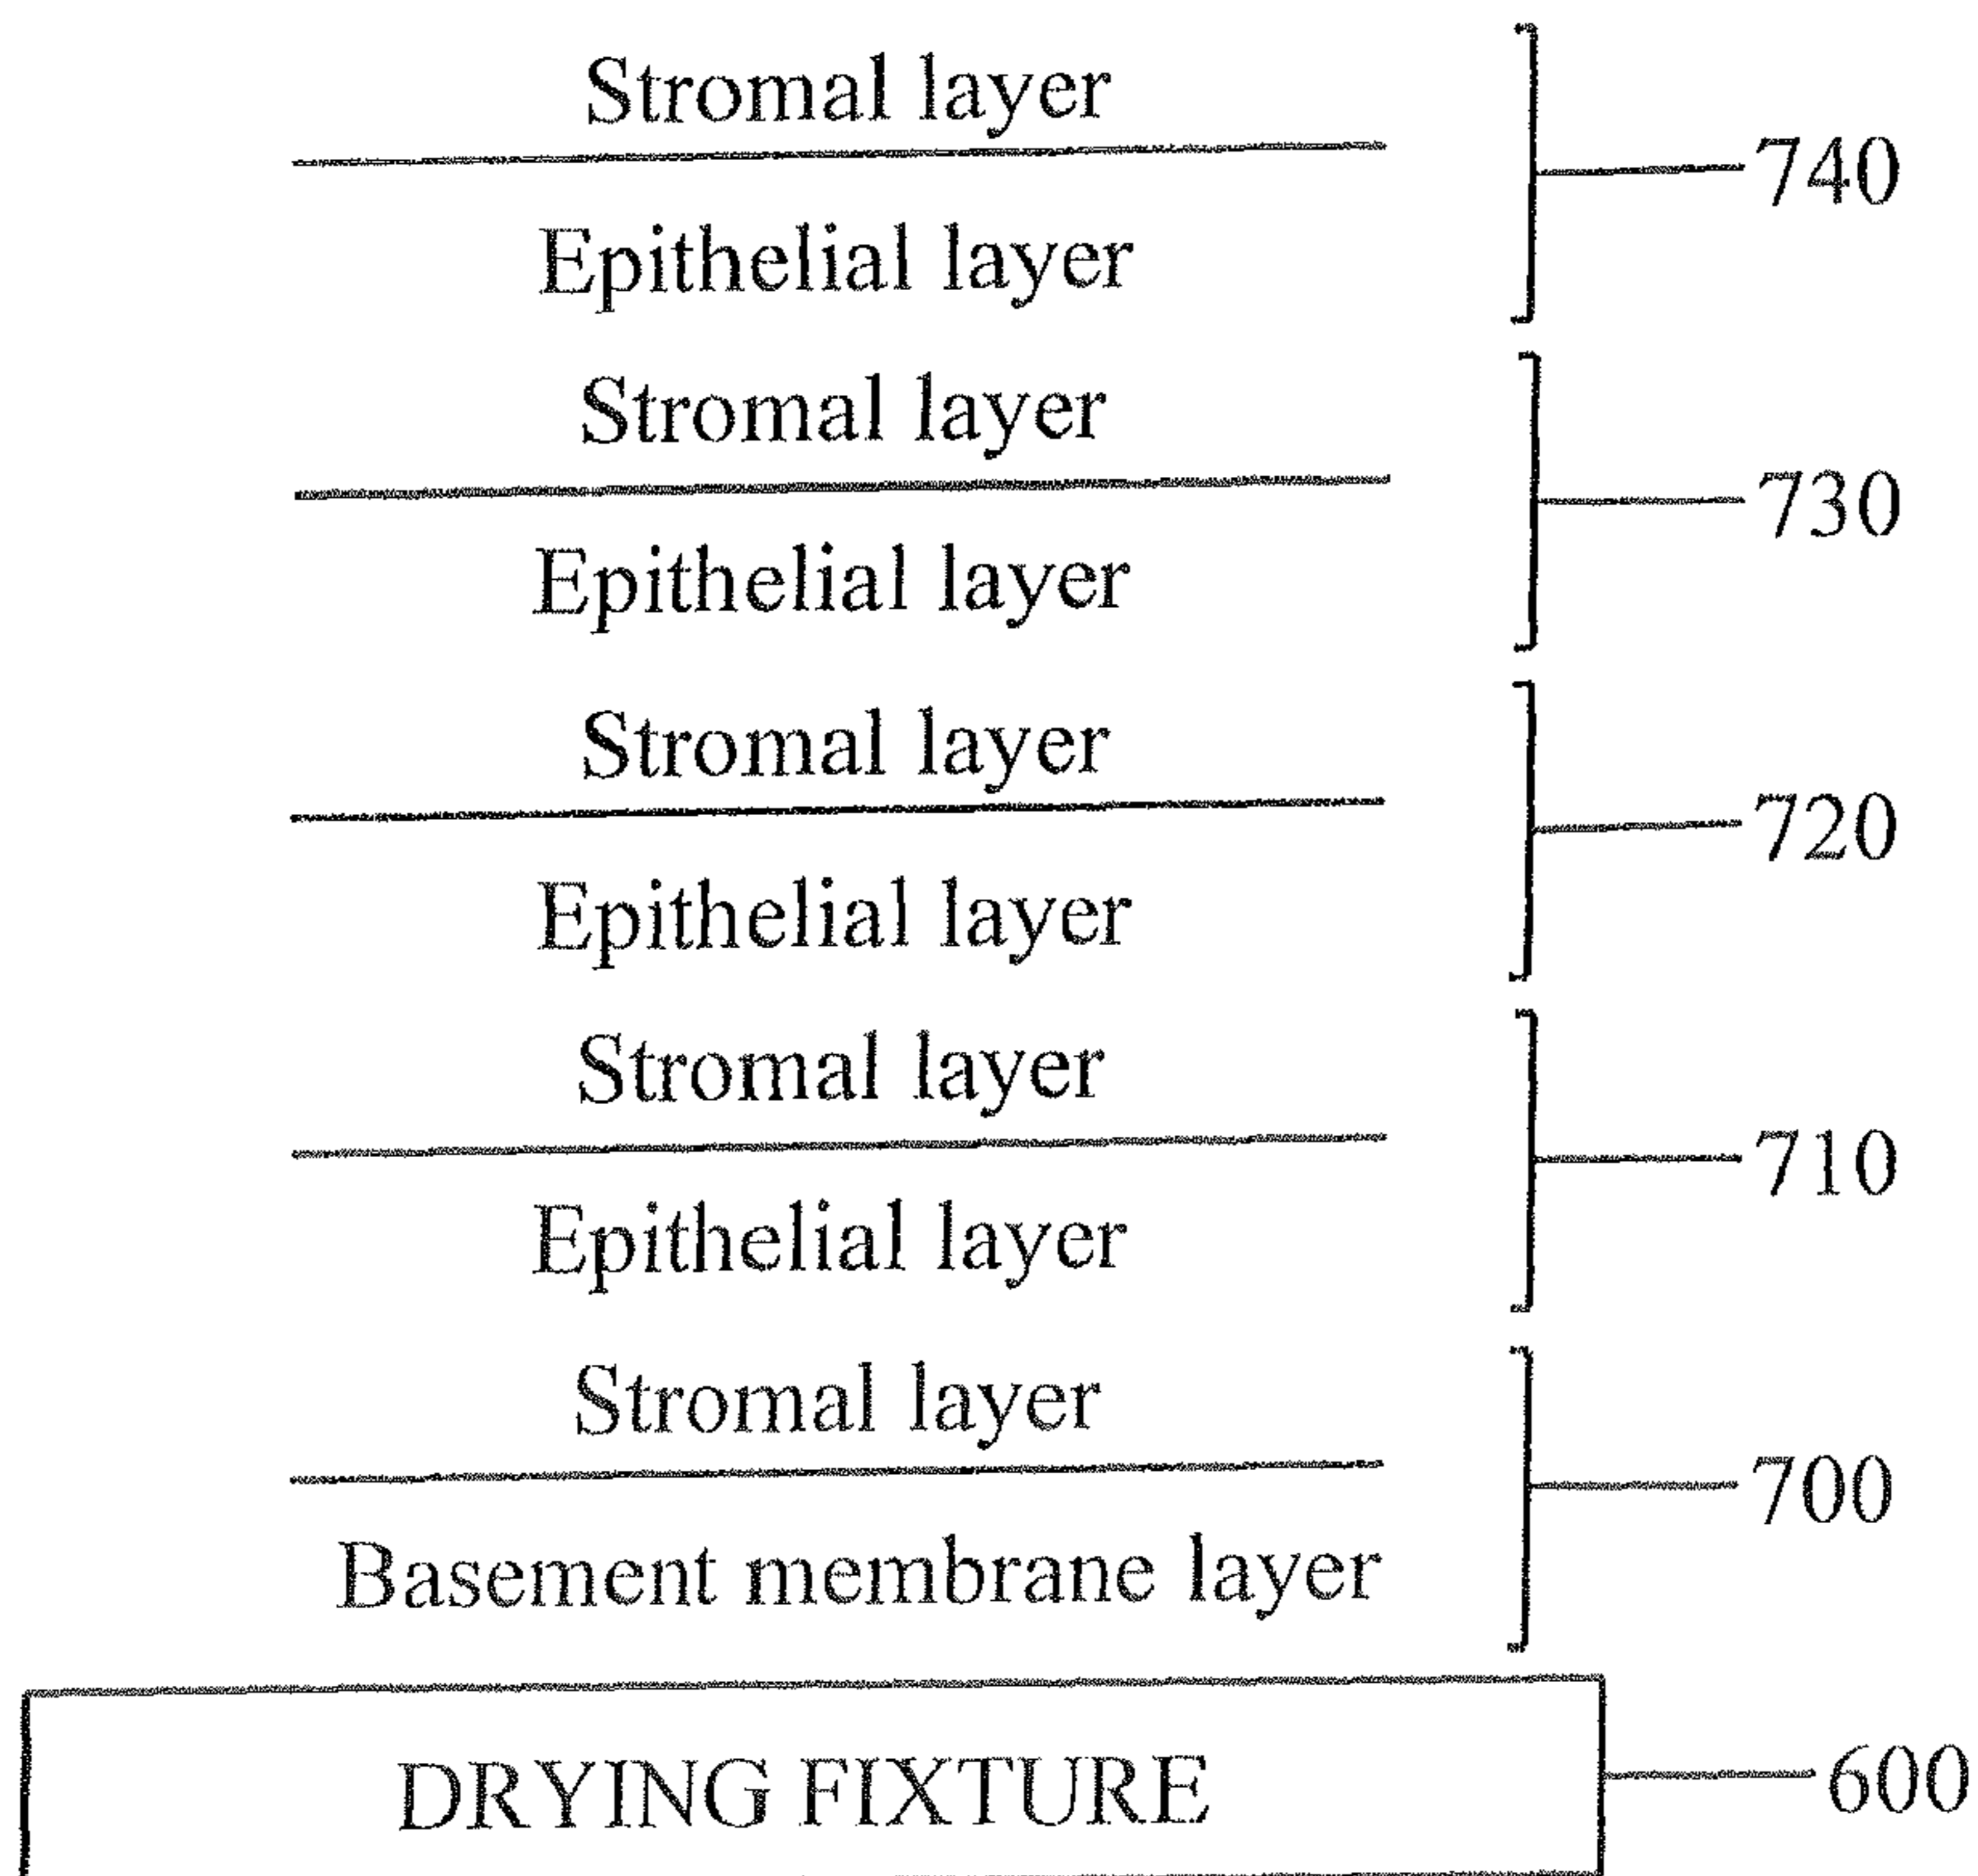 Stromal layer
740
Epithelial layer
Stromal layer
730
Epithelial layer
Stromal layer
720
Epithelial layer
Stromal layer
710
Epithelial layer
Stromal layer
700
Basement membrane layer
DRYING FIXTURE
600